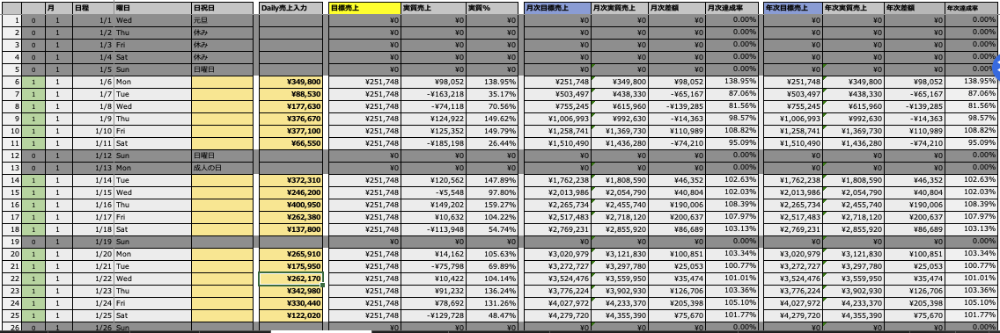 月 日程 曜日 日祝日 Daily売上入力 目標売上 実質売上 実質% 月次目標売上 月次実質売上 月次差額 月次達成率 年次目標売上 年次実質売上 年次差額 年次達成率
1 0 1 1/1 Wed 元旦 ¥0 ¥0 0.00% ¥0 ¥0 ¥0 0.00% ¥0 ¥0 ¥0 0.00%
2 0 1 1/2 Thu 休み ¥0 ¥0 0.00% ¥0 ¥0 ¥0 0.00% ¥0 ¥0 ¥0 0.00%
3 0 1 1/3 Fri 休み ¥0 ¥0 0.00% ¥0 ¥0 ¥0 0.00% ¥0 ¥0 ¥0 0.00%
4 0 1 1/4 Sat 休み ¥0 ¥0 0.00% ¥0 ¥0 ¥0 0.00% ¥0 ¥0 ¥0 0.00%
5 0 1 1/5 Sun 日曜日 ¥0 ¥0 0.00% ¥0 ¥0 ¥0 0.00% ¥0 ¥0 ¥0 0.00%
6 1 1 1/6 Mon ¥349,800 ¥251,748 ¥98,052 138.95% ¥251,748 ¥349,800 ¥98,052 138.95% ¥251,748 ¥349,800 ¥98,052 138.95%
7 1 1 1/7 Tue ¥88,530 ¥251,748 -¥163,218 35.17% ¥503,497 ¥438,330 -¥65,167 87.06% ¥503,497 ¥438,330 -¥65,167 87.06%
8 1 1 1/8 Wed ¥177,630 ¥251,748 -¥74,118 70.56% ¥755,245 ¥615,960 -¥139,285 81.56% ¥755,245 ¥615,960 -¥139,285 81.56%
9 1 1 1/9 Thu ¥376,670 ¥251,748 ¥124,922 149.62% ¥1,006,993 ¥992,630 -¥14,363 98.57% ¥1,006,993 ¥992,630 -¥14,363 98.57%
10 1 1 1/10 Fri ¥377,100 ¥251,748 ¥125,352 149.79% ¥1,258,741 ¥1,369,730 ¥110,989 108.82% ¥1,258,741 ¥1,369,730 ¥110,989 108.82%
11 1 1 1/11 Sat ¥66,550 ¥251,748 -¥185,198 26.44% ¥1,510,490 ¥1,436,280 -¥74,210 95.09% ¥1,510,490 ¥1,436,280 -¥74,210 95.09%
12 0 1 1/12 Sun 日曜日 ¥0 ¥0 0.00% ¥0 ¥0 ¥0 0.00% ¥0 ¥0 ¥0 0.00%
13 0 1 1/13 Mon 成人の日 ¥0 ¥0 0.00% ¥0 ¥0 ¥0 0.00% ¥0 ¥0 ¥0 0.00%
14 1 1 1/14 Tue ¥372,310 ¥251,748 ¥120,562 147.89% ¥1,762,238 ¥1,808,590 ¥46,352 102.63% ¥1,762,238 ¥1,808,590 ¥46,352 102.63%
15 1 1 1/15 Wed ¥246,200 ¥251,748 -¥5,548 97.80% ¥2,013,986 ¥2,054,790 ¥40,804 102.03% ¥2,013,986 ¥2,054,790 ¥40,804 102.03%
16 1 1 1/16 Thu ¥400,950 ¥251,748 ¥149,202 159.27% ¥2,265,734 ¥2,455,740 ¥190,006 108.39% ¥2,265,734 ¥2,455,740 ¥190,006 108.39%
17 1 1 1/17 Fri ¥262,380 ¥251,748 ¥10,632 104.22% ¥2,517,483 ¥2,718,120 ¥200,637 107.97% ¥2,517,483 ¥2,718,120 ¥200,637 107.97%
18 1 1 1/18 Sat ¥137,800 ¥251,748 -¥113,948 54.74% ¥2,769,231 ¥2,855,920 ¥86,689 103.13% ¥2,769,231 ¥2,855,920 ¥86,689 103.13%
19 0 1 1/19 Sun ¥0 ¥0 0.00% ¥0 ¥0 ¥0 0.00% ¥0 ¥0 ¥0 0.00%
20 1 1 1/20 Mon ¥265,910 ¥251,748 ¥14,162 105.63% ¥3,020,979 ¥3,121,830 ¥100,851 103.34% ¥3,020,979 ¥3,121,830 ¥100,851 103.34%
21 1 1 1/21 Tue ¥175,950 ¥251,748 -¥75,798 69.89% ¥3,272,727 ¥3,297,780 ¥25,053 100.77% ¥3,272,727 ¥3,297,780 ¥25,053 100.77%
22 1 1 1/22 Wed ¥262,170 ¥251,748 ¥10,422 104.14% ¥3,524,476 ¥3,559,950 ¥35,474 101.01% ¥3,524,476 ¥3,559,950 ¥35,474 101.01%
23 1 1 1/23 Thu ¥342,980 ¥251,748 ¥91,232 136.24% ¥3,776,224 ¥3,902,930 ¥126,706 103.36% ¥3,776,224 ¥3,902,930 ¥126,706 103.36%
24 1 1 1/24 Fri ¥330,440 ¥251,748 ¥78,692 131.26% ¥4,027,972 ¥4,233,370 ¥205,398 105.10% ¥4,027,972 ¥4,233,370 ¥205,398 105.10%
25 1 1 1/25 Sat ¥122,020 ¥251,748 -¥129,728 48.47% ¥4,279,720 ¥4,355,390 ¥75,670 101.77% ¥4,279,720 ¥4,355,390 ¥75,670 101.77%
26 0 1 1/26 Sun ¥0 ¥0 0.00% ¥0 ¥0 ¥0 0.00% ¥0 ¥0 ¥0 0.00%